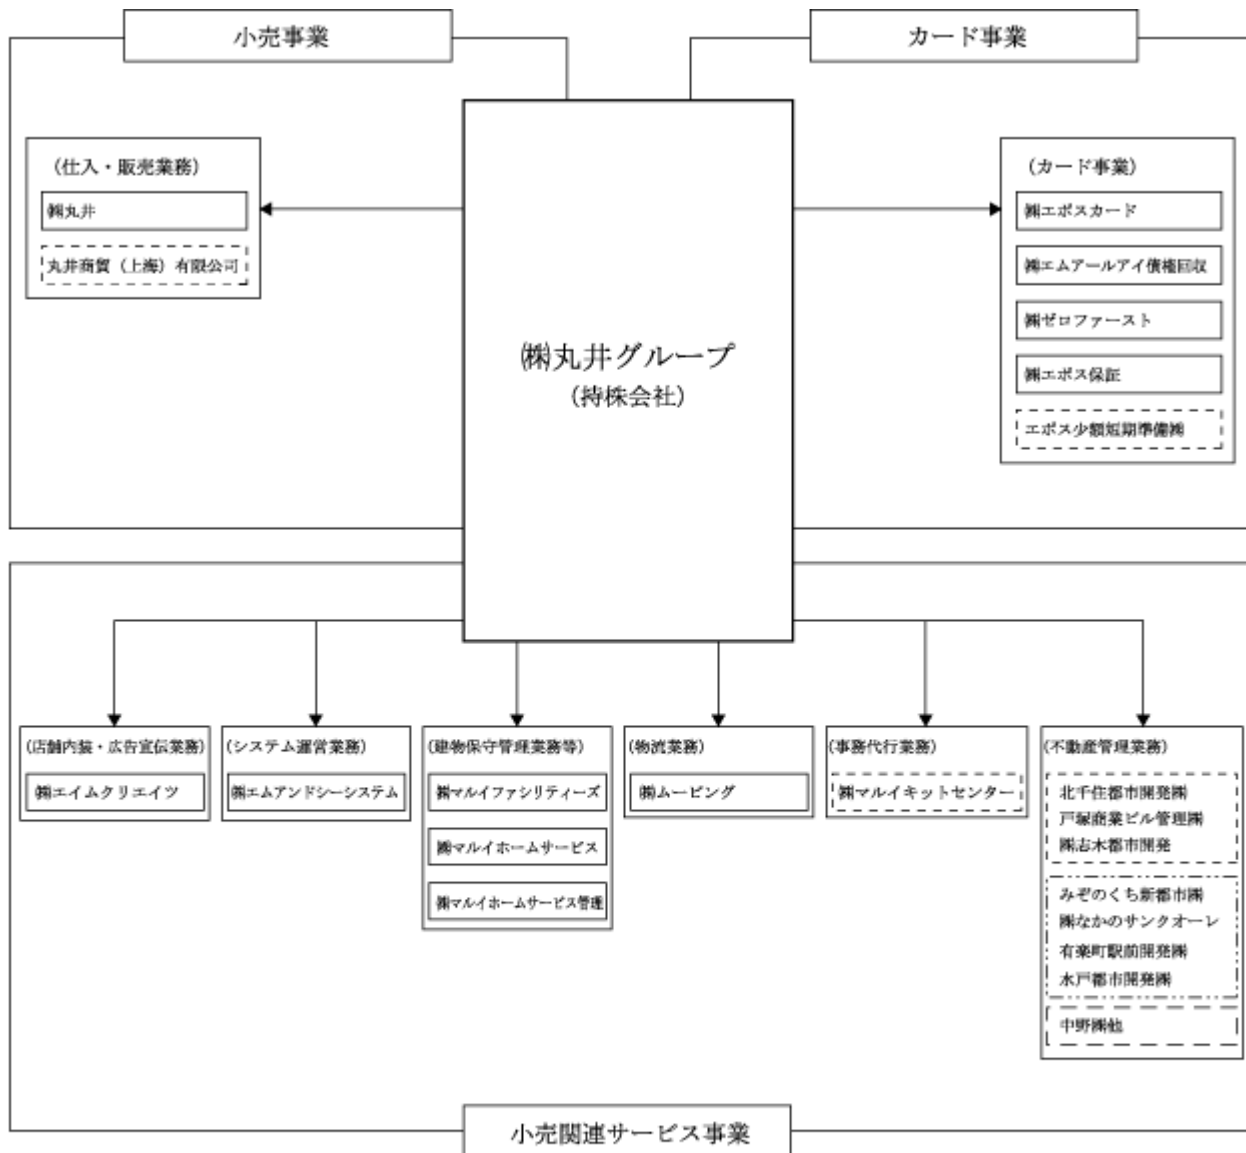 小売事業
カード事業
（仕入・販売業務）
㈱丸井
丸井商貿（上海）有限公司
㈱丸井グループ
（持株会社）
（カード事業）
㈱エポスカード
㈱エムアールアイ債権回収
㈱ゼロファースト
㈱エポス保証
エポス少額短期準備㈱
（店舗内装・広告宣伝業務）
㈱エイムクリエイツ
（システム運営業務）
㈱エムアンドシーシステム
（建物保守管理業務等）
㈱マルイファシリティーズ
㈱マルイホームサービス
㈱マルイホームサービス管理
（物流業務）
㈱ムービング
（事務代行業務）
㈱マルイキットセンター
（不動産管理業務）
北千住都市開発㈱
戸塚商業ビル管理㈱
㈱志木都市開発
みぞのくち新都市㈱
㈱なかのサンクオーレ
有楽町駅前開発㈱
水戸都市開発㈱
中野㈱他
小売関連サービス事業